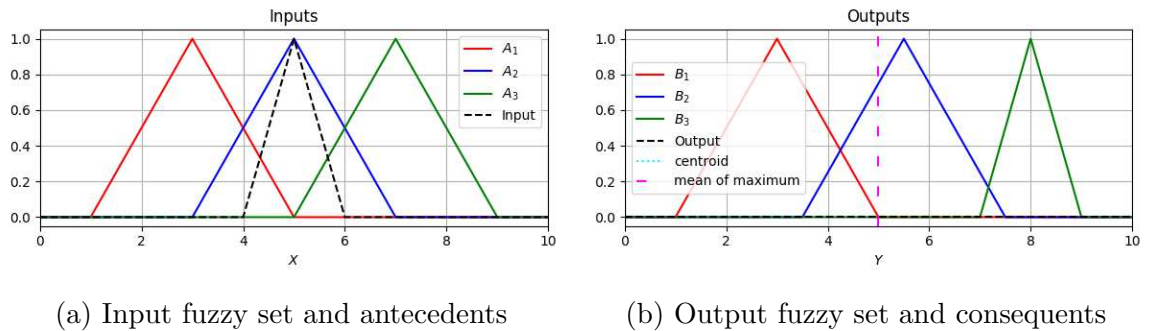 Inputs
1.0
0.8
0.6
0.4
0.2
0.0
A₁
A₂
A₃
Input
0 2 4 6 8 10
X
(a) Input fuzzy set and antecedents
Outputs
1.0
0.8
0.6
0.4
0.2
0.0
B₁
B₂
B₃
Output
centroid
mean of maximum
0 2 4 6 8 10
Y
(b) Output fuzzy set and consequents